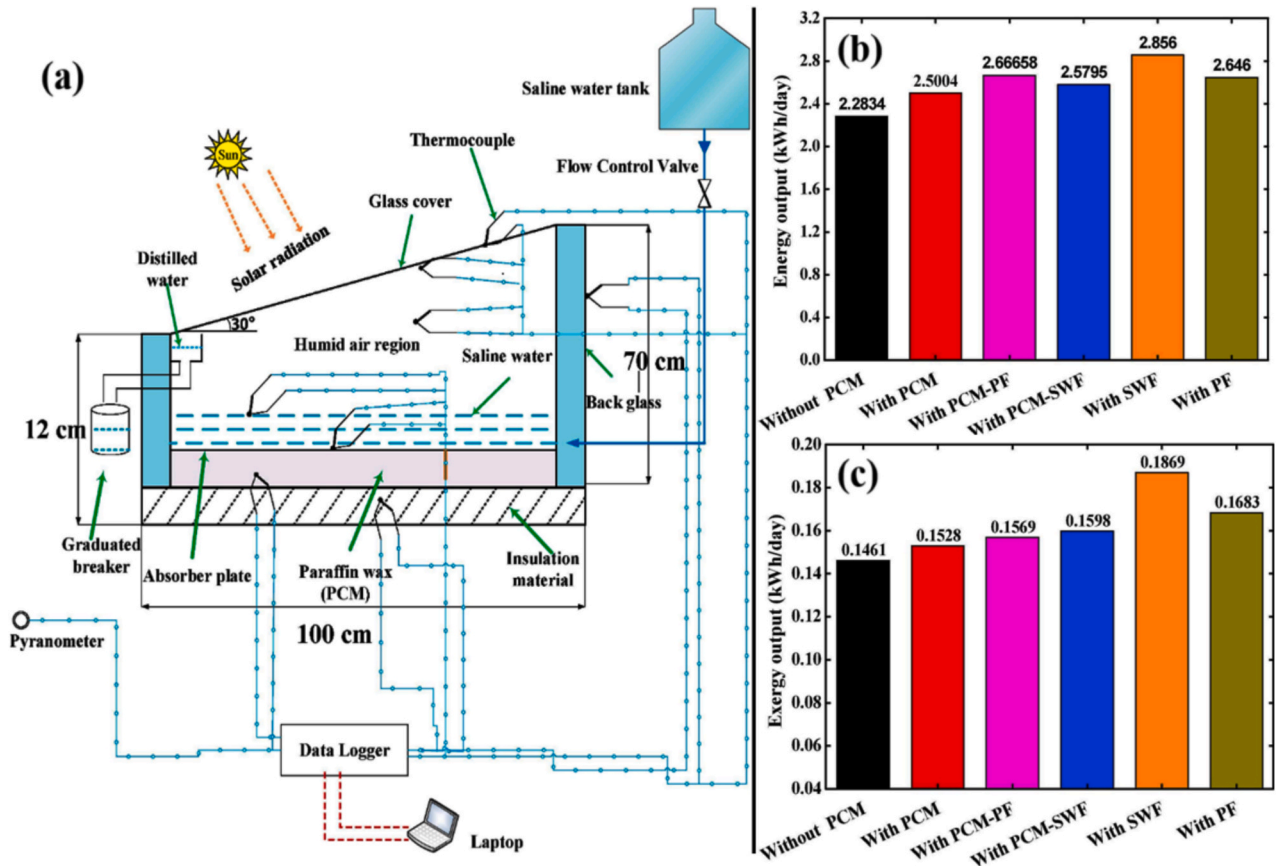 (a)
Saline water tank
Sun
Thermocouple
Flow Control Valve
Glass cover
Distilled
water
Solar radiation
30°
Humid air region
Saline water
70 cm
Back glass
12 cm
Graduated
breaker
Absorber plate
Paraffin wax
(PCM)
Insulation
material
100 cm
Pyranometer
Data Logger
Laptop
(b)
Energy output (kWh/day)
3.2
2.8
2.4
2.0
1.6
1.2
0.8
0.4
0.0
2.2834
2.5004
2.66658
2.5795
2.856
2.646
Without PCM
With PCM
With PCM-PF
With PCM-SWF
With SWF
With PF
(c)
Exergy output (kWh/day)
0.20
0.18
0.16
0.14
0.12
0.10
0.08
0.06
0.04
0.1461
0.1528
0.1569
0.1598
0.1869
0.1683
Without PCM
With PCM
With PCM-PF
With PCM-SWF
With SWF
With PF